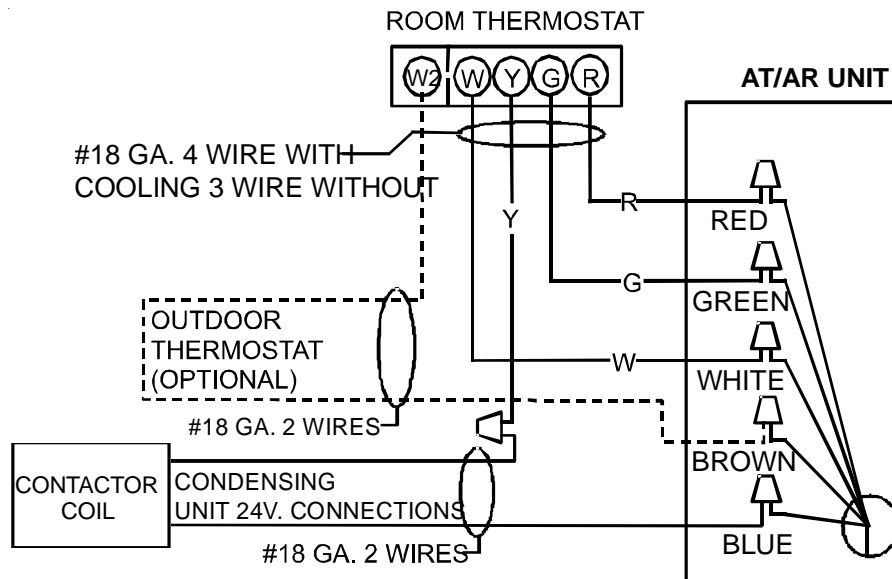 ROOM THERMOSTAT
W2 W Y G R
AT/AR UNIT
#18 GA. 4 WIRE WITH
COOLING 3 WIRE WITHOUT
R
RED
Y
G
GREEN
OUTDOOR
THERMOSTAT
(OPTIONAL)
W
WHITE
#18 GA. 2 WIRES
BROWN
CONTACTOR
COIL
CONDENSING
UNIT 24V. CONNECTIONS
BLUE
#18 GA. 2 WIRES